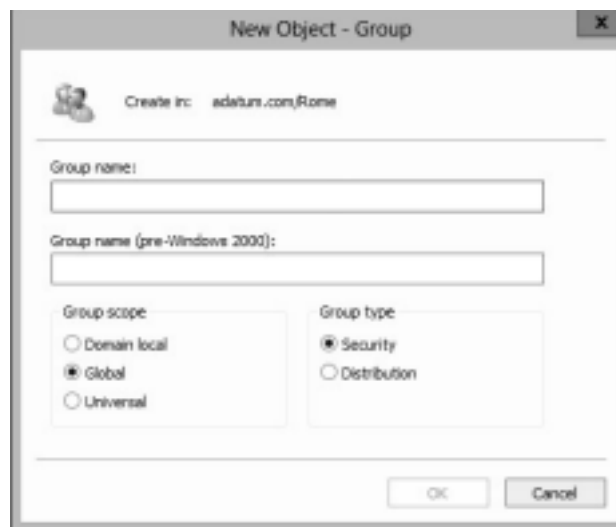 New Object - Group
x
Create in: adatum.com/Rome
Group name:
Group name (pre-Windows 2000):
Group scope
Domain local
Global
Universal
Group type
Security
Distribution
OK
Cancel